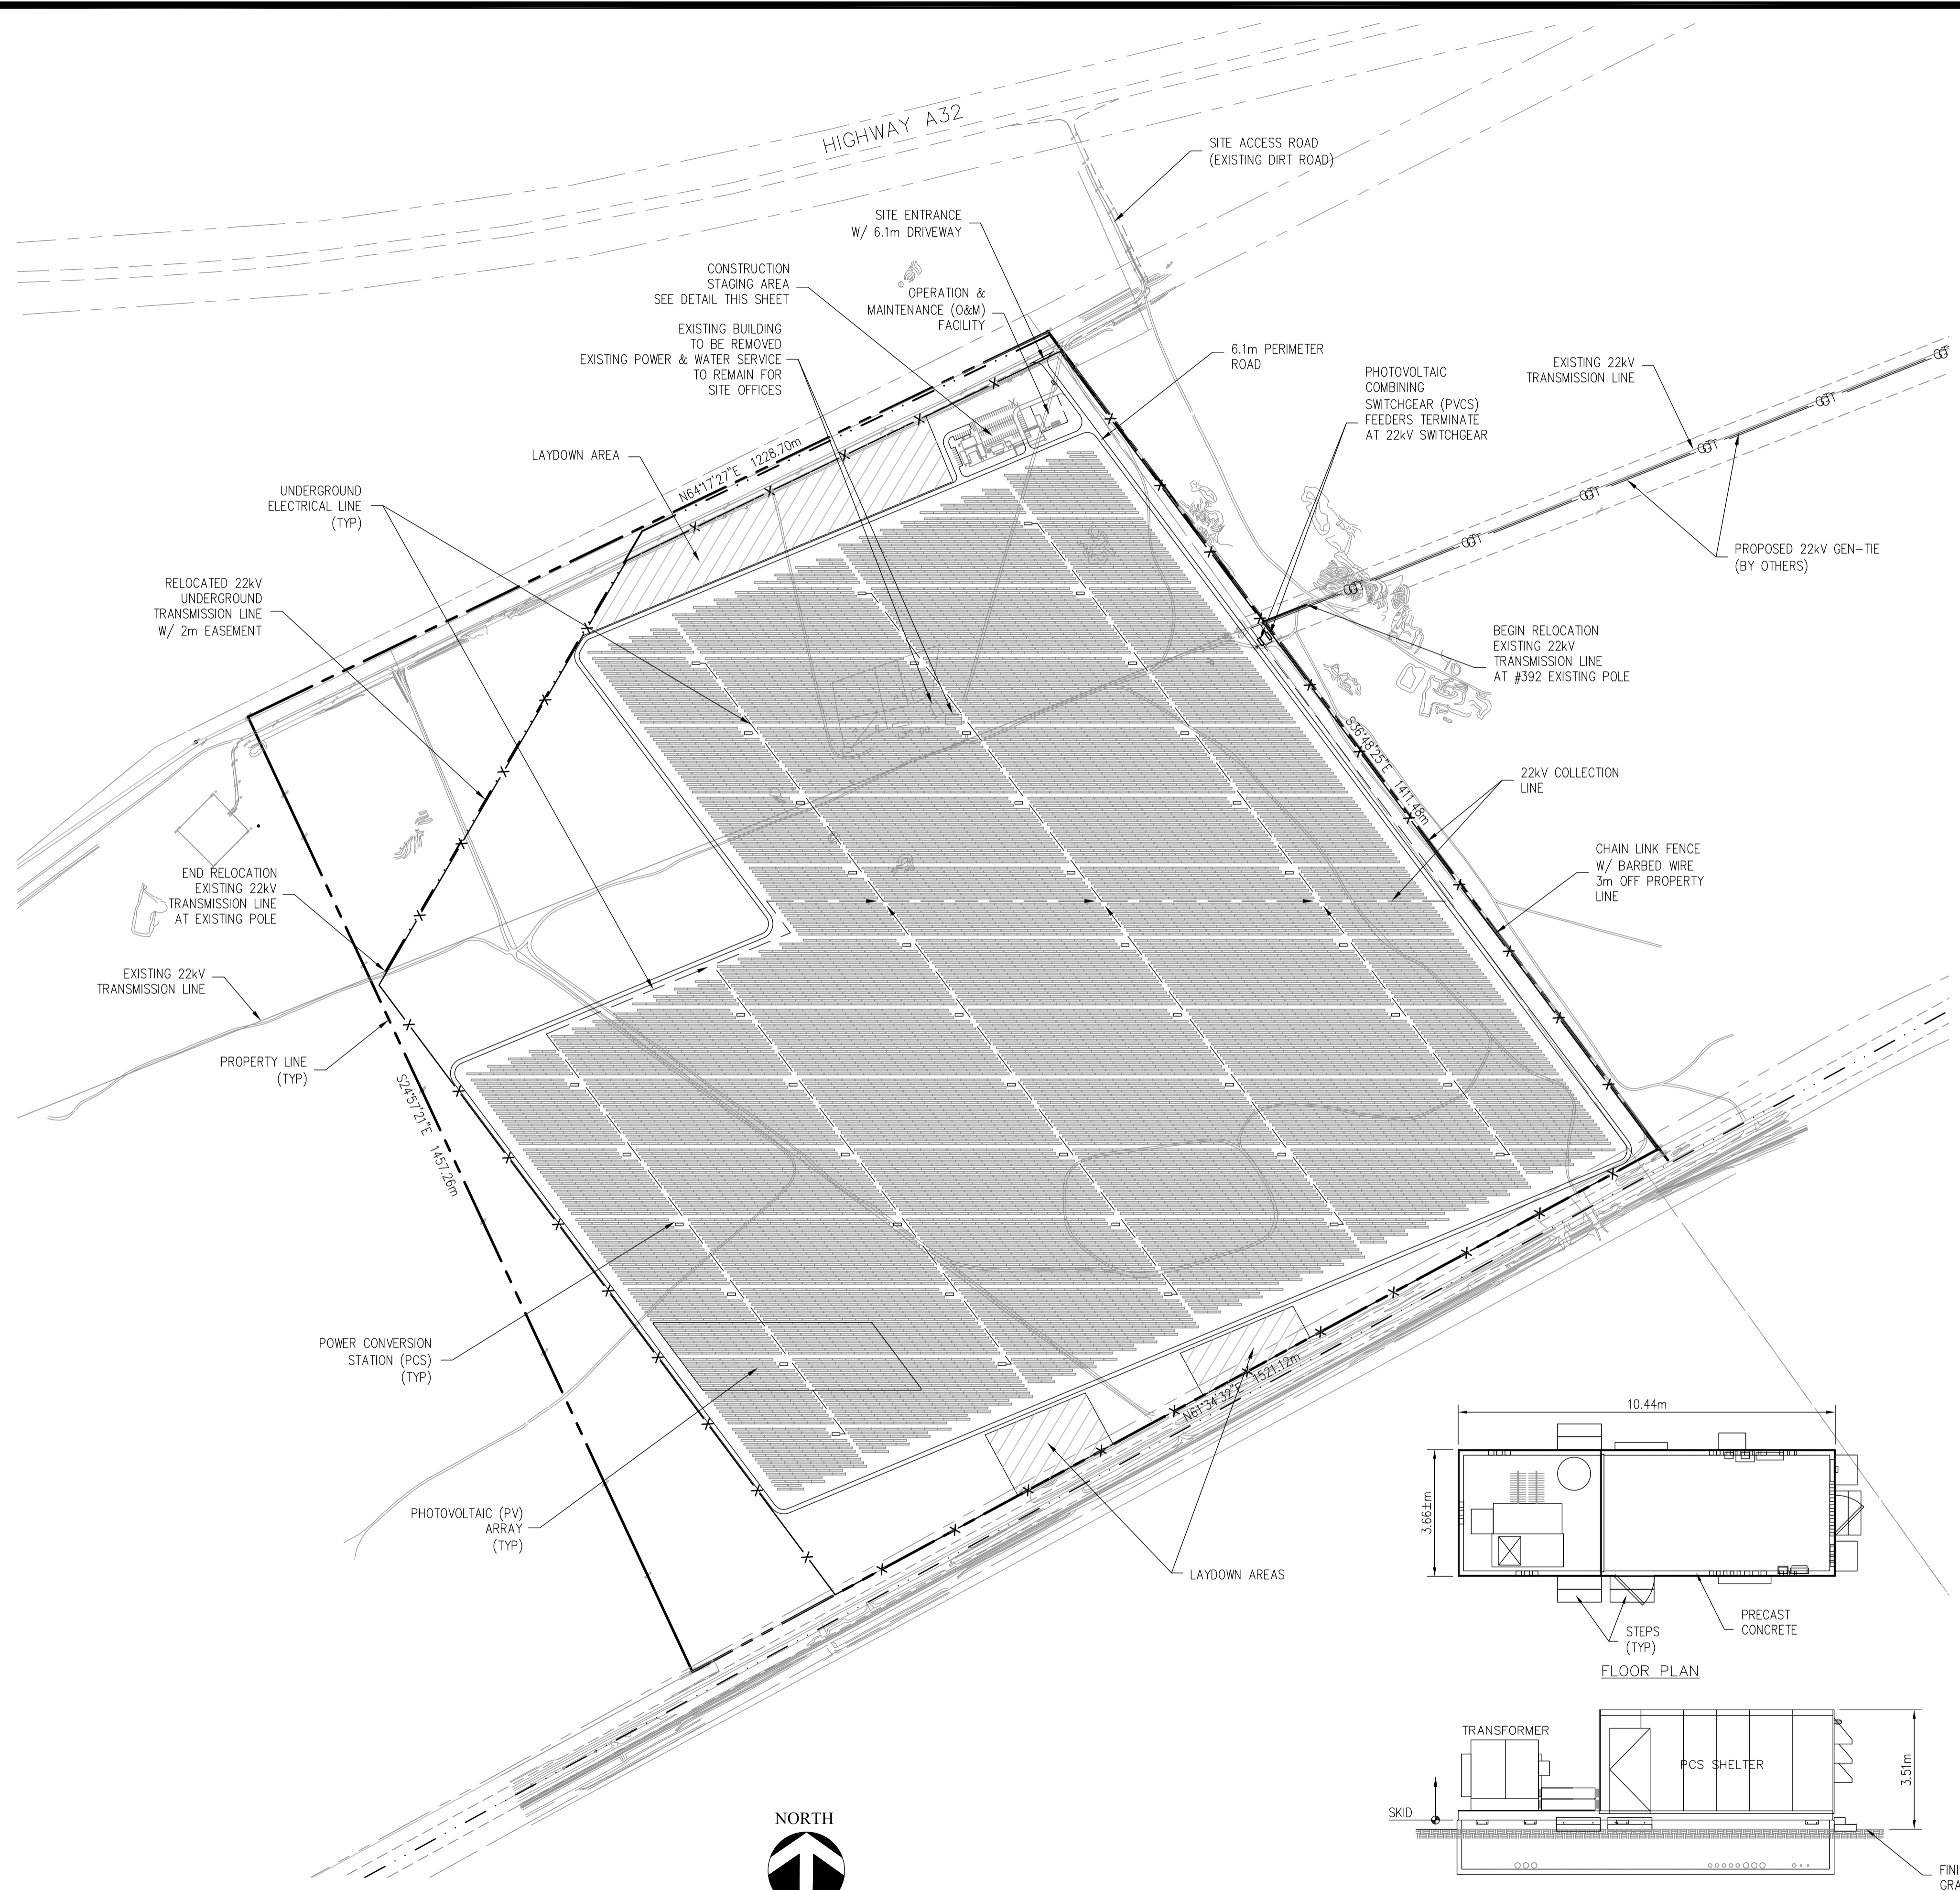 HIGHWAY A32
SITE ACCESS ROAD
(EXISTING DIRT ROAD)
SITE ENTRANCE
W/ 6.1m DRIVEWAY
CONSTRUCTION
STAGING AREA
SEE DETAIL THIS SHEET
OPERATION &
MAINTENANCE (O&M)
FACILITY
EXISTING BUILDING
TO BE REMOVED
EXISTING POWER & WATER SERVICE
TO REMAIN FOR
SITE OFFICES
6.1m PERIMETER
ROAD
PHOTOVOLTAIC
COMBINING
SWITCHGEAR (PVCS)
FEEDERS TERMINATE
AT 22kV SWITCHGEAR
EXISTING 22kV
TRANSMISSION LINE
LAYDOWN AREA
N64°17'27"E 1228.70m
UNDERGROUND
ELECTRICAL LINE
(TYP)
PROPOSED 22kV GEN-TIE
(BY OTHERS)
RELOCATED 22kV
UNDERGROUND
TRANSMISSION LINE
W/ 2m EASEMENT
BEGIN RELOCATION
EXISTING 22kV
TRANSMISSION LINE
AT #392 EXISTING POLE
S36°48'25"E 1411.48m
22kV COLLECTION
LINE
CHAIN LINK FENCE
W/ BARBED WIRE
3m OFF PROPERTY
LINE
END RELOCATION
EXISTING 22kV
TRANSMISSION LINE
AT EXISTING POLE
EXISTING 22kV
TRANSMISSION LINE
PROPERTY LINE
(TYP)
S24°57'21"E 1457.26m
POWER CONVERSION
STATION (PCS)
(TYP)
N61°34'32"E 1521.12m
PHOTOVOLTAIC (PV)
ARRAY
(TYP)
LAYDOWN AREAS
10.44m
3.66±m
STEPS
(TYP)
PRECAST
CONCRETE
FLOOR PLAN
TRANSFORMER
PCS SHELTER
3.51m
SKID
NORTH